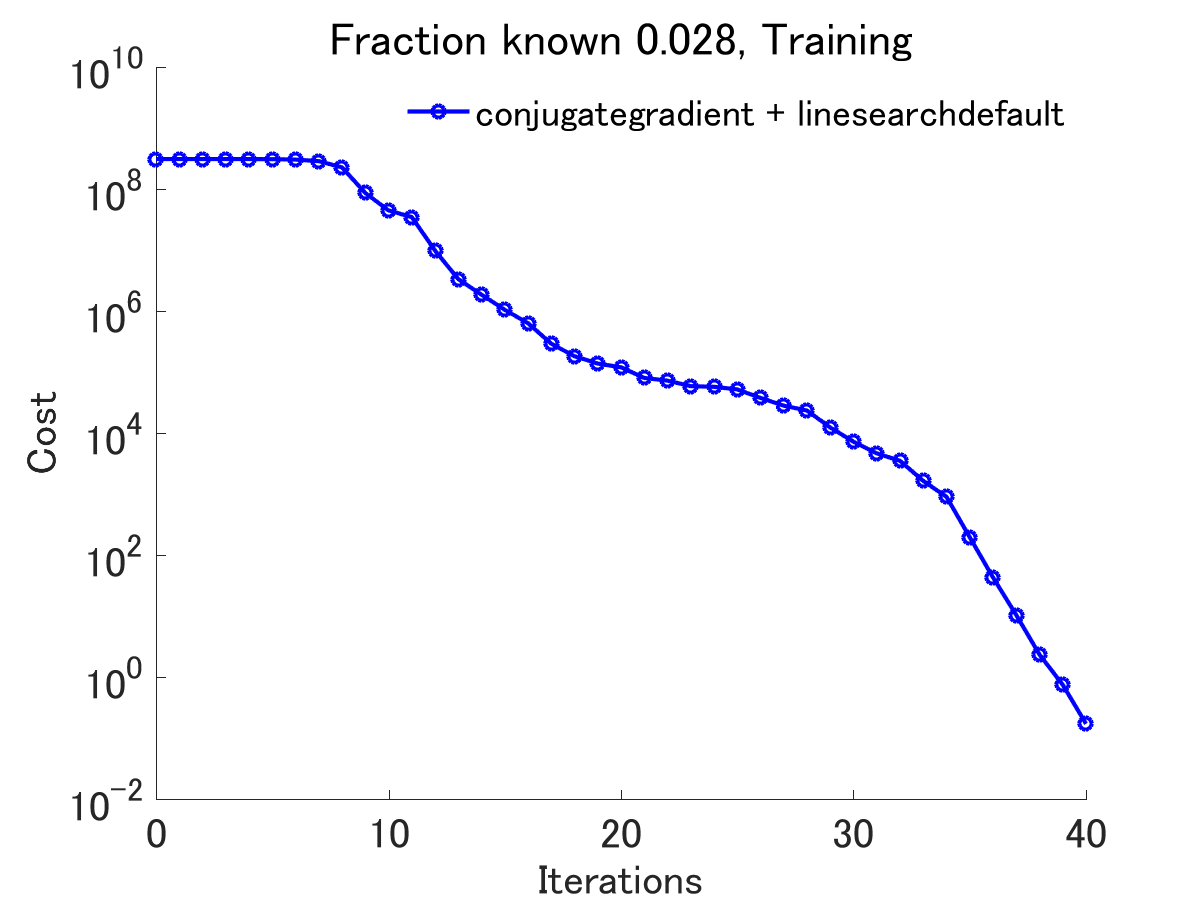 Fraction known 0.028, Training
conjugategradient + linesearchdefault
10^10
10^8
10^6
10^4
10^2
10^0
10^-2
Cost
0 10 20 30 40
Iterations